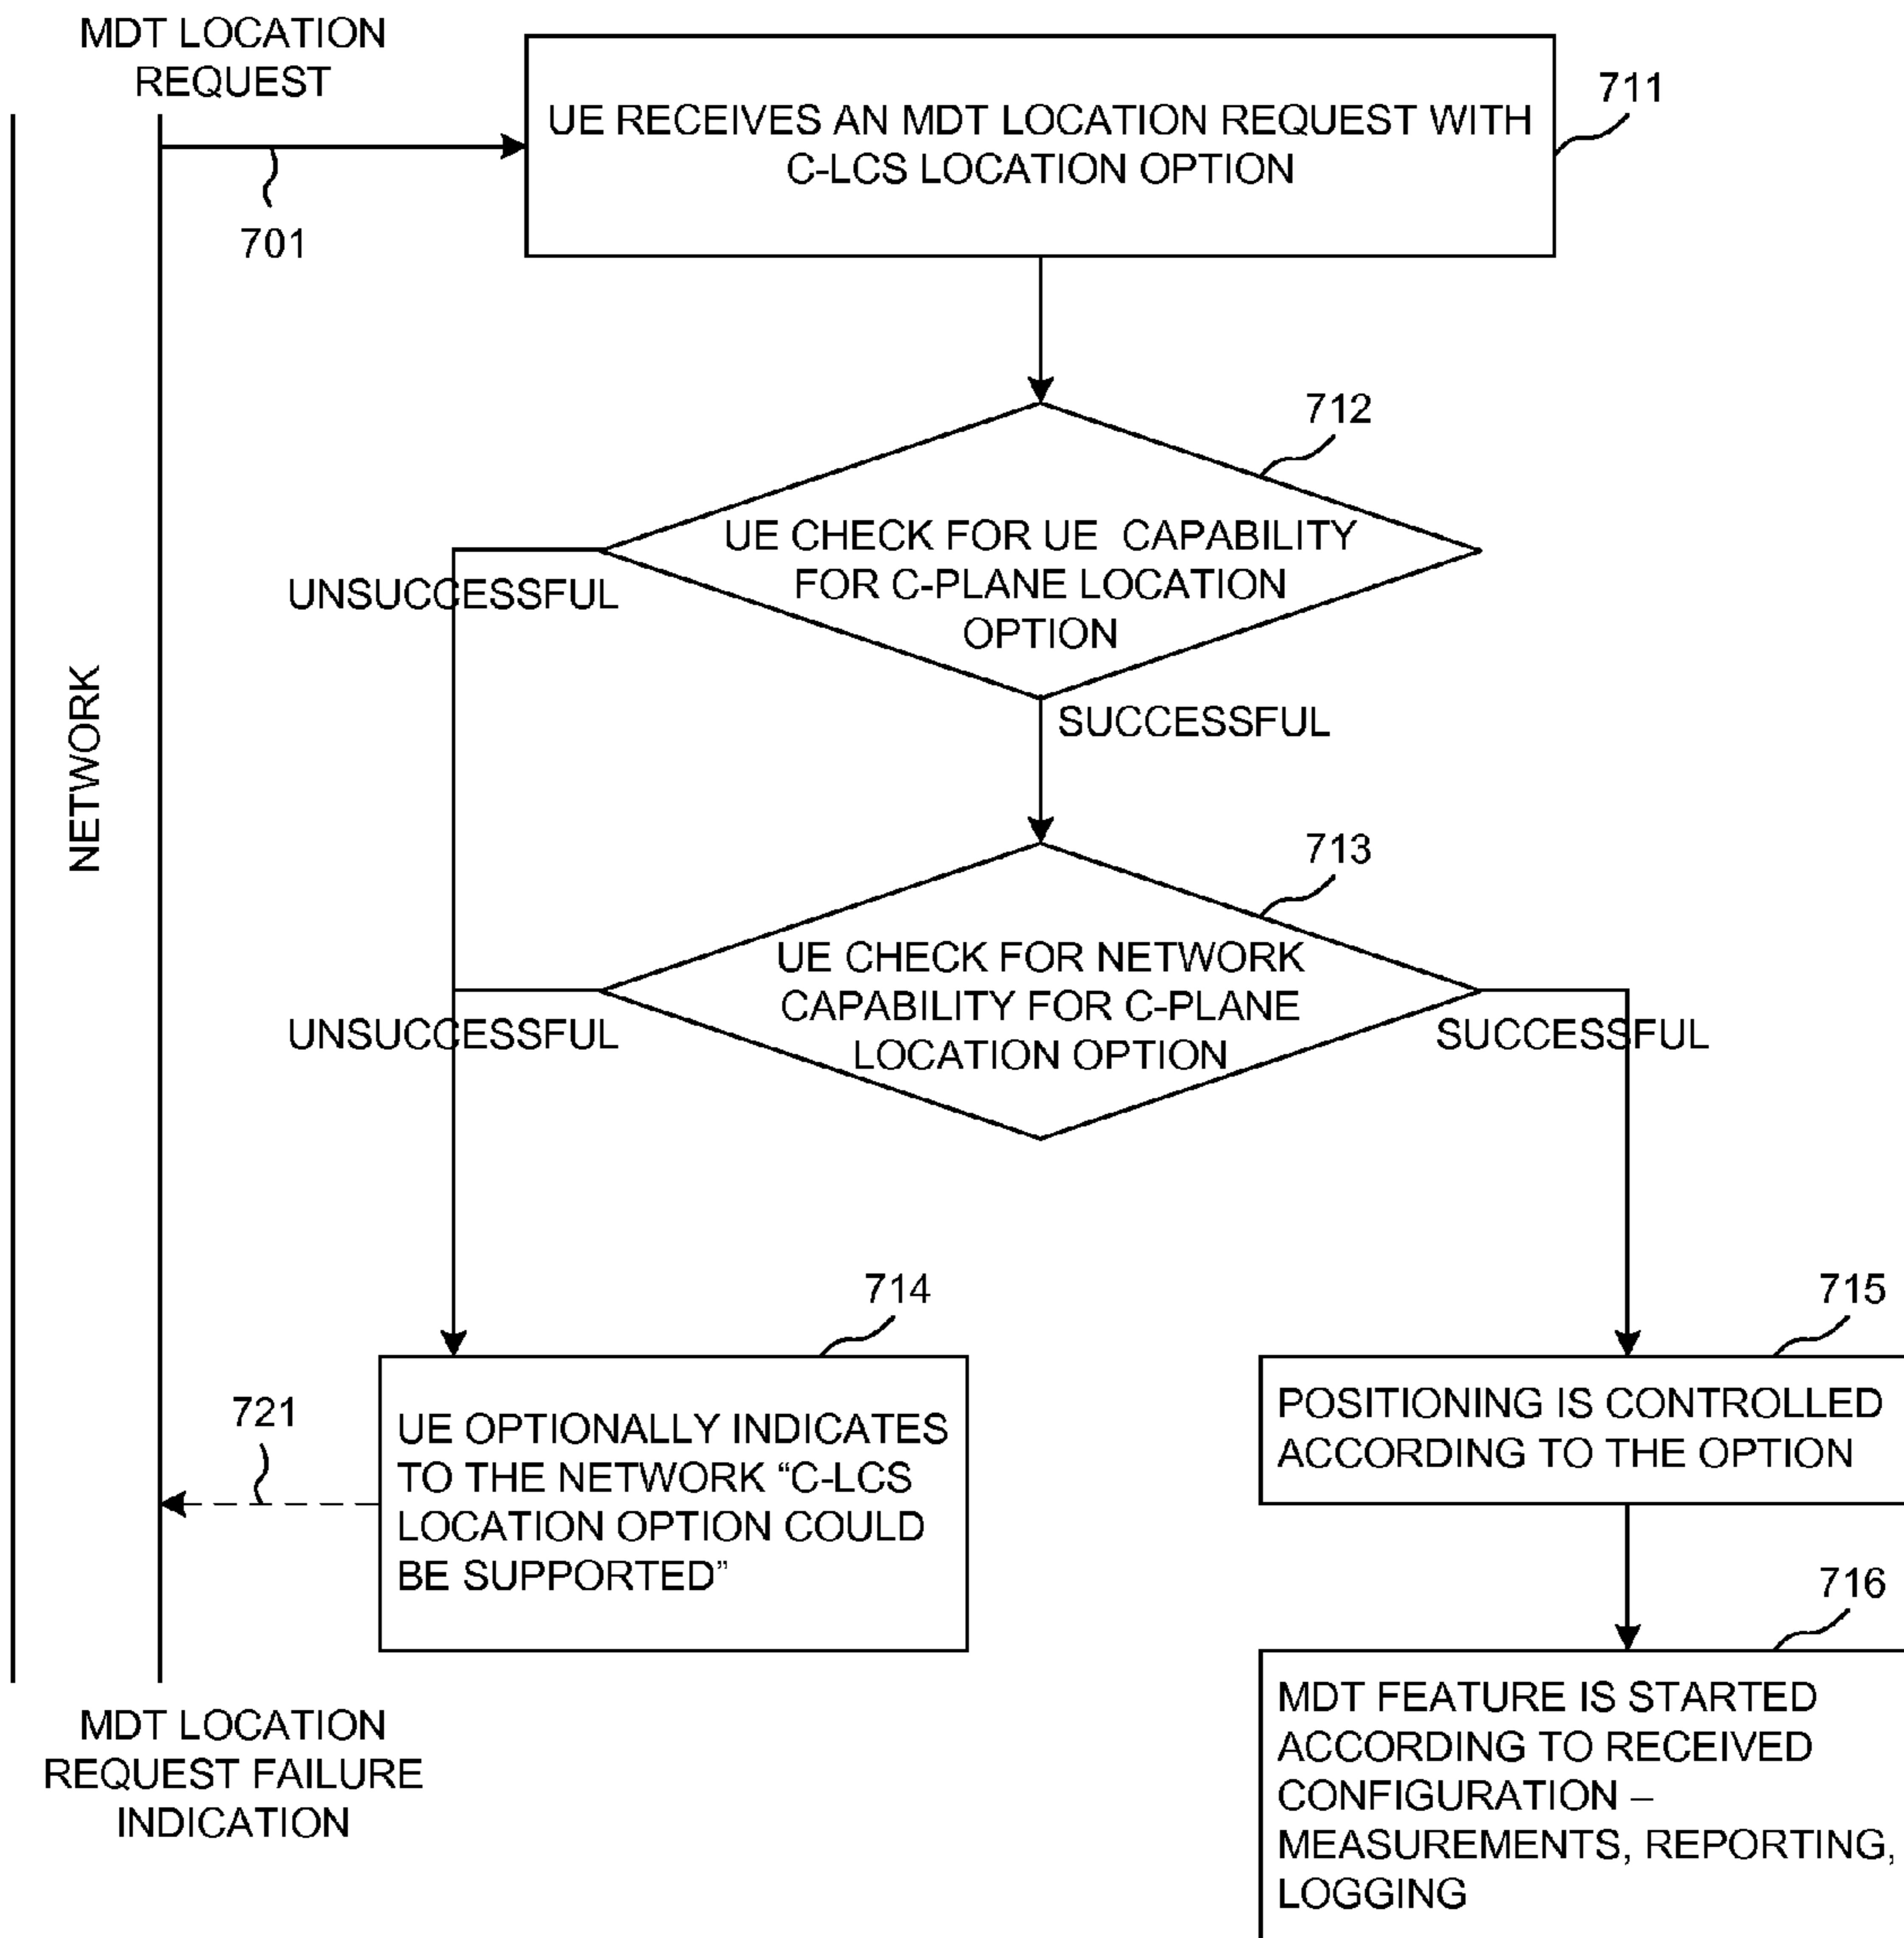 MDT LOCATION
REQUEST
701
UE RECEIVES AN MDT LOCATION REQUEST WITH
C-LCS LOCATION OPTION
711
712
UE CHECK FOR UE CAPABILITY
FOR C-PLANE LOCATION
OPTION
UNSUCCESSFUL
SUCCESSFUL
NETWORK
713
UE CHECK FOR NETWORK
CAPABILITY FOR C-PLANE
LOCATION OPTION
UNSUCCESSFUL
SUCCESSFUL
714
UE OPTIONALLY INDICATES
TO THE NETWORK “C-LCS
LOCATION OPTION COULD
BE SUPPORTED”
721
715
POSITIONING IS CONTROLLED
ACCORDING TO THE OPTION
716
MDT FEATURE IS STARTED
ACCORDING TO RECEIVED
CONFIGURATION –
MEASUREMENTS, REPORTING,
LOGGING
MDT LOCATION
REQUEST FAILURE
INDICATION